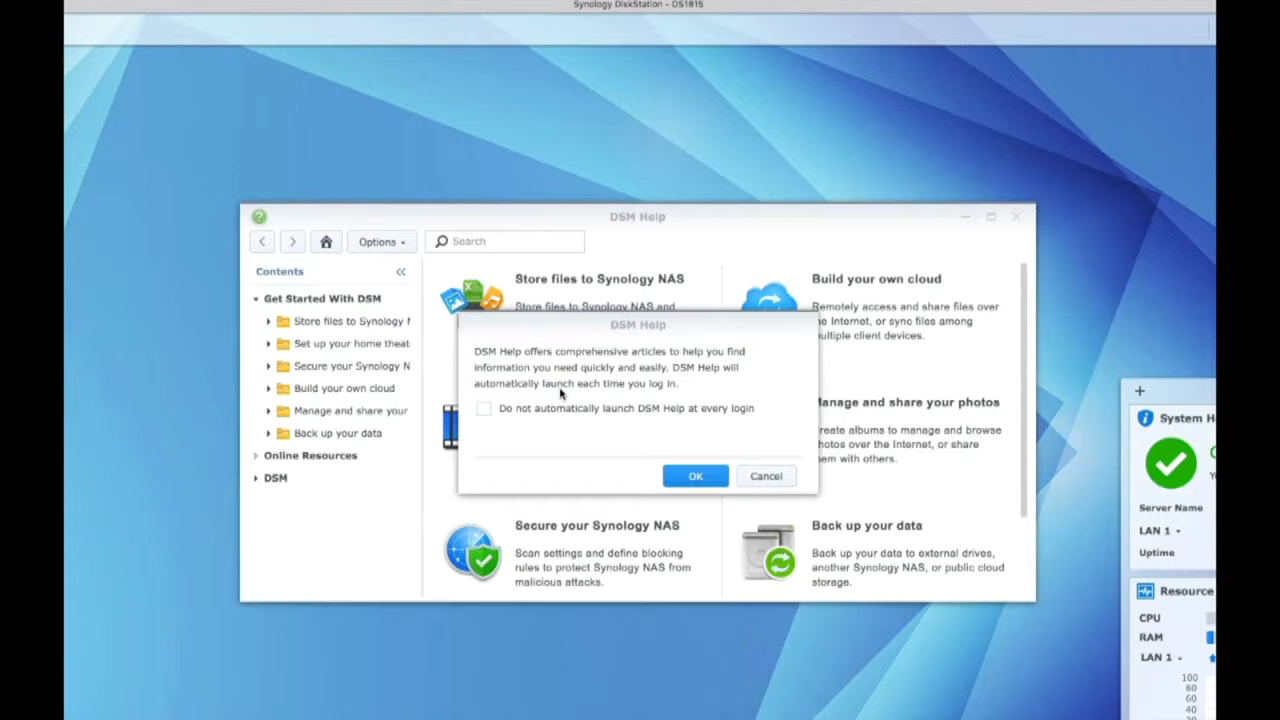 Synology DiskStation - DS1815
DSM Help
Options
Search
Contents
Get Started With DSM
Store files to Synology
Set up your home
Secure your Synology
Build your own cloud
Manage and share your
Back up your data
Online Resources
DSM
Store files to Synology NAS
Store files to Synology NAS and
Build your own cloud
Remotely access and share files over
Internet, or sync files among
client devices.
DSM Help
DSM Help offers comprehensive articles to help you find
information you need quickly and easily. DSM Help will
automatically launch each time you log in.
Do not automatically launch DSM Help at every login
OK
Cancel
and share your photos
albums to manage and browse
over the Internet, or share
with others.
Secure your Synology NAS
Scan settings and define blocking
rules to protect Synology NAS from
malicious attacks.
Back up your data
Back up your data to external drives,
another Synology NAS, or public cloud
storage.
System
Server Name
LAN 1
Uptime
Resource
CPU
RAM
LAN 1
100
80
60
40